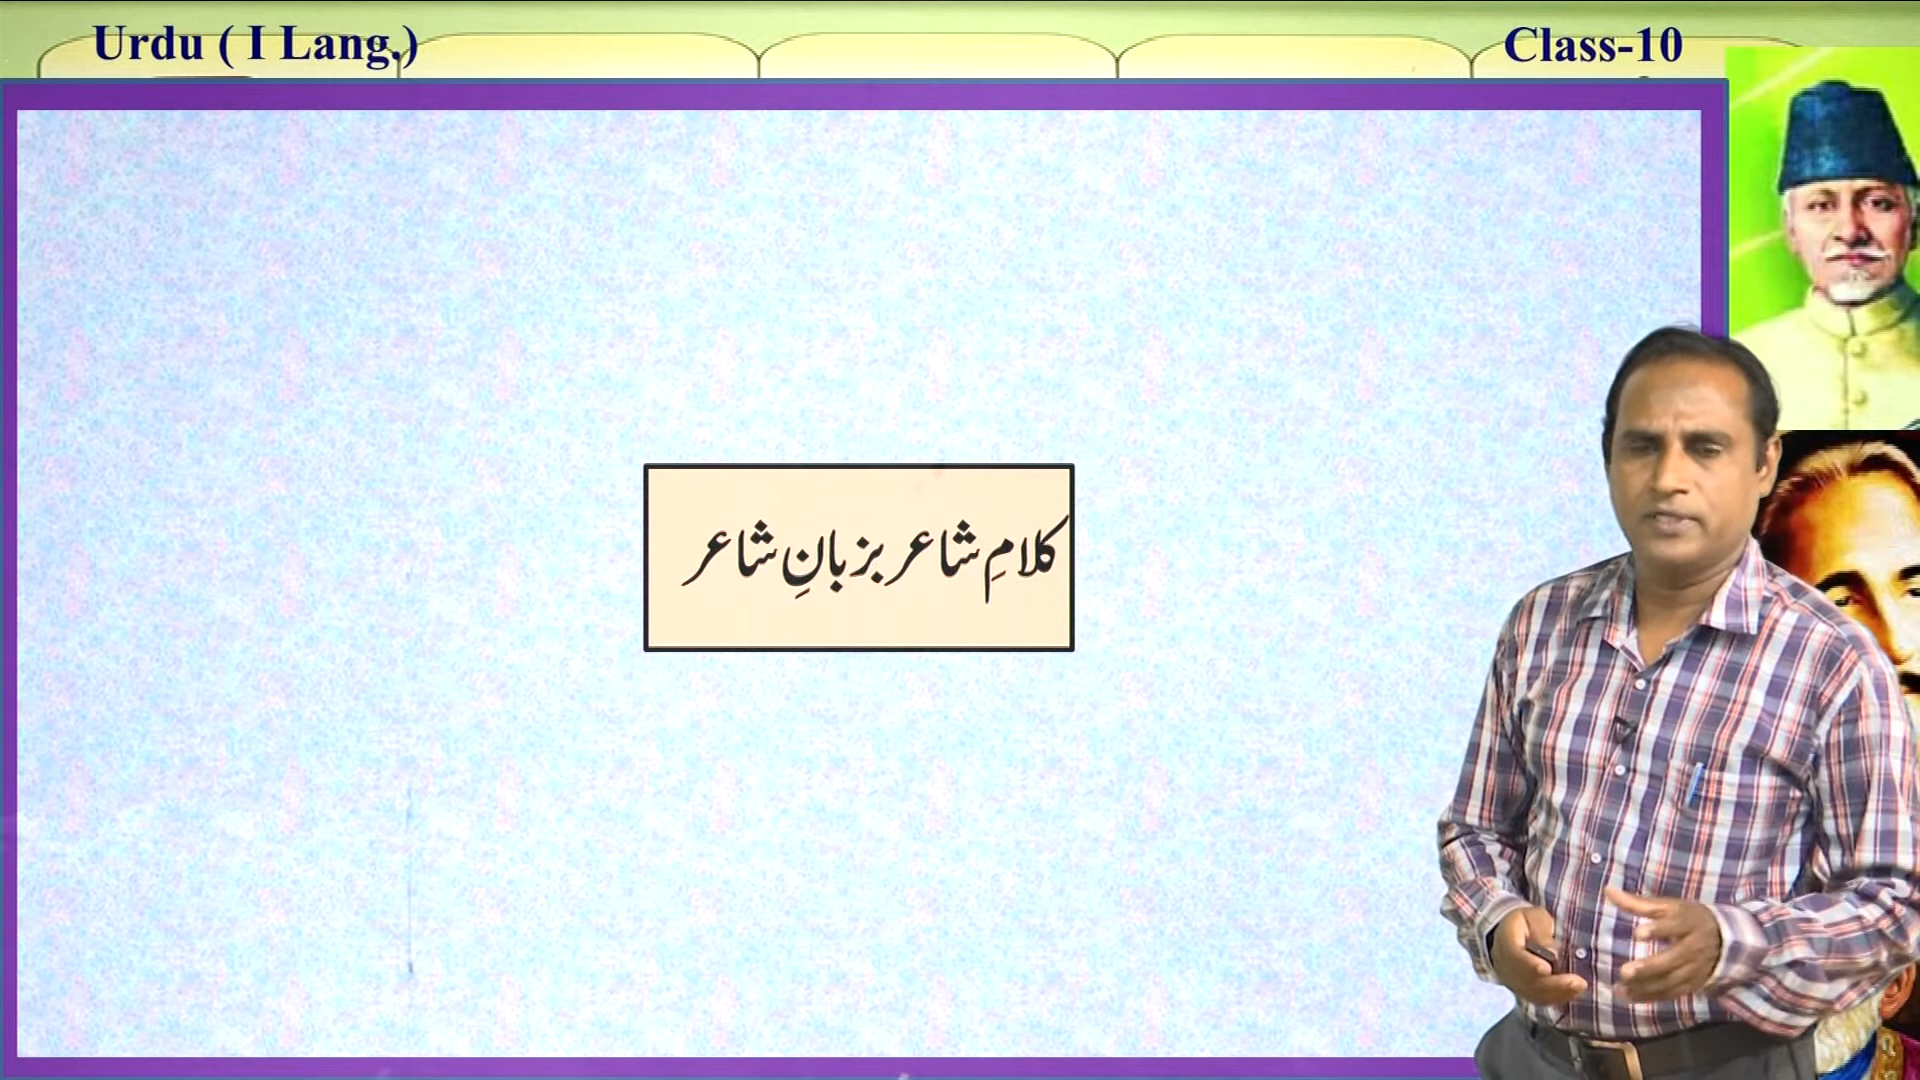 Urdu ( I Lang.)
Class-10
کلامِ شاعر بزبانِ شاعر